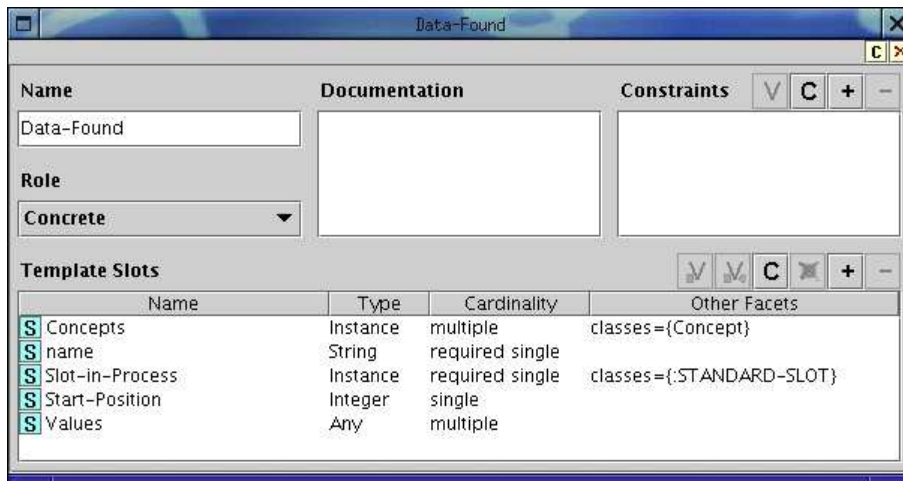 Data-Found
C
Name Documentation Constraints V C + −
Data-Found
Role
Concrete
Template Slots V V C + −
Name Type Cardinality Other Facets
S Concepts Instance multiple classes={Concept}
S name String required single
S Slot-in-Process Instance required single classes={:STANDARD-SLOT}
S Start-Position Integer single
S Values Any multiple